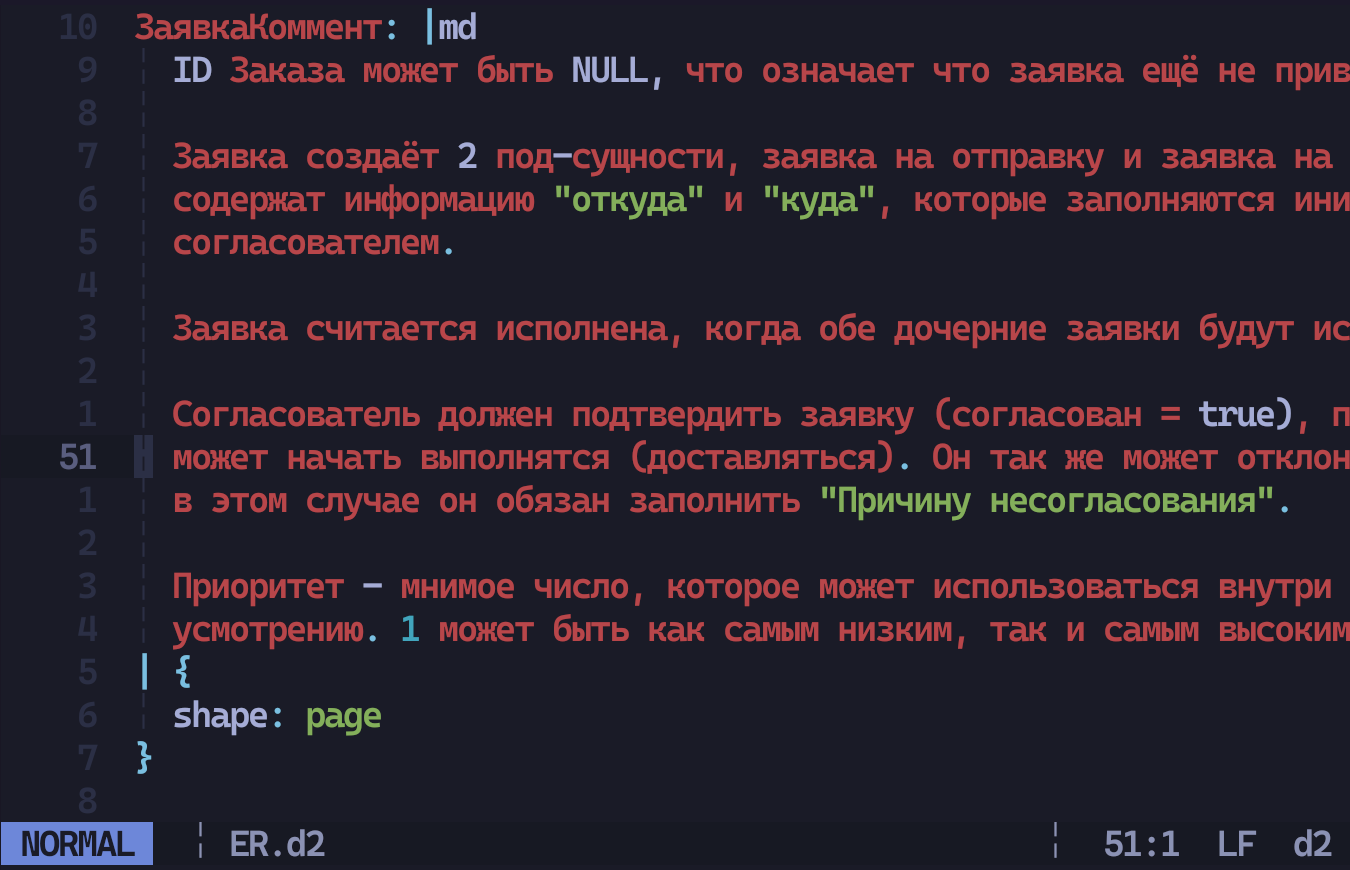 10 ЗаявкаКоммент: |md
9 ID Заказа может быть NULL, что означает что заявка ещё не прив
8
7 Заявка создаёт 2 под-сущности, заявка на отправку и заявка на
6 содержат информацию "откуда" и "куда", которые заполняются ини
5 согласователем.
4
3 Заявка считается исполнена, когда обе дочерние заявки будут ис
2
1 Согласователь должен подтвердить заявку (согласован = true), п
51 может начать выполнятся (доставляться). Он так же может отклон
1 в этом случае он обязан заполнить "Причину несогласования".
2
3 Приоритет - мнимое число, которое может использоваться внутри
4 усмотрению. 1 может быть как самым низким, так и самым высоким
5 | {
6 shape: page
7 }
8
NORMAL ¦ ER.d2 ¦ 51:1 LF d2